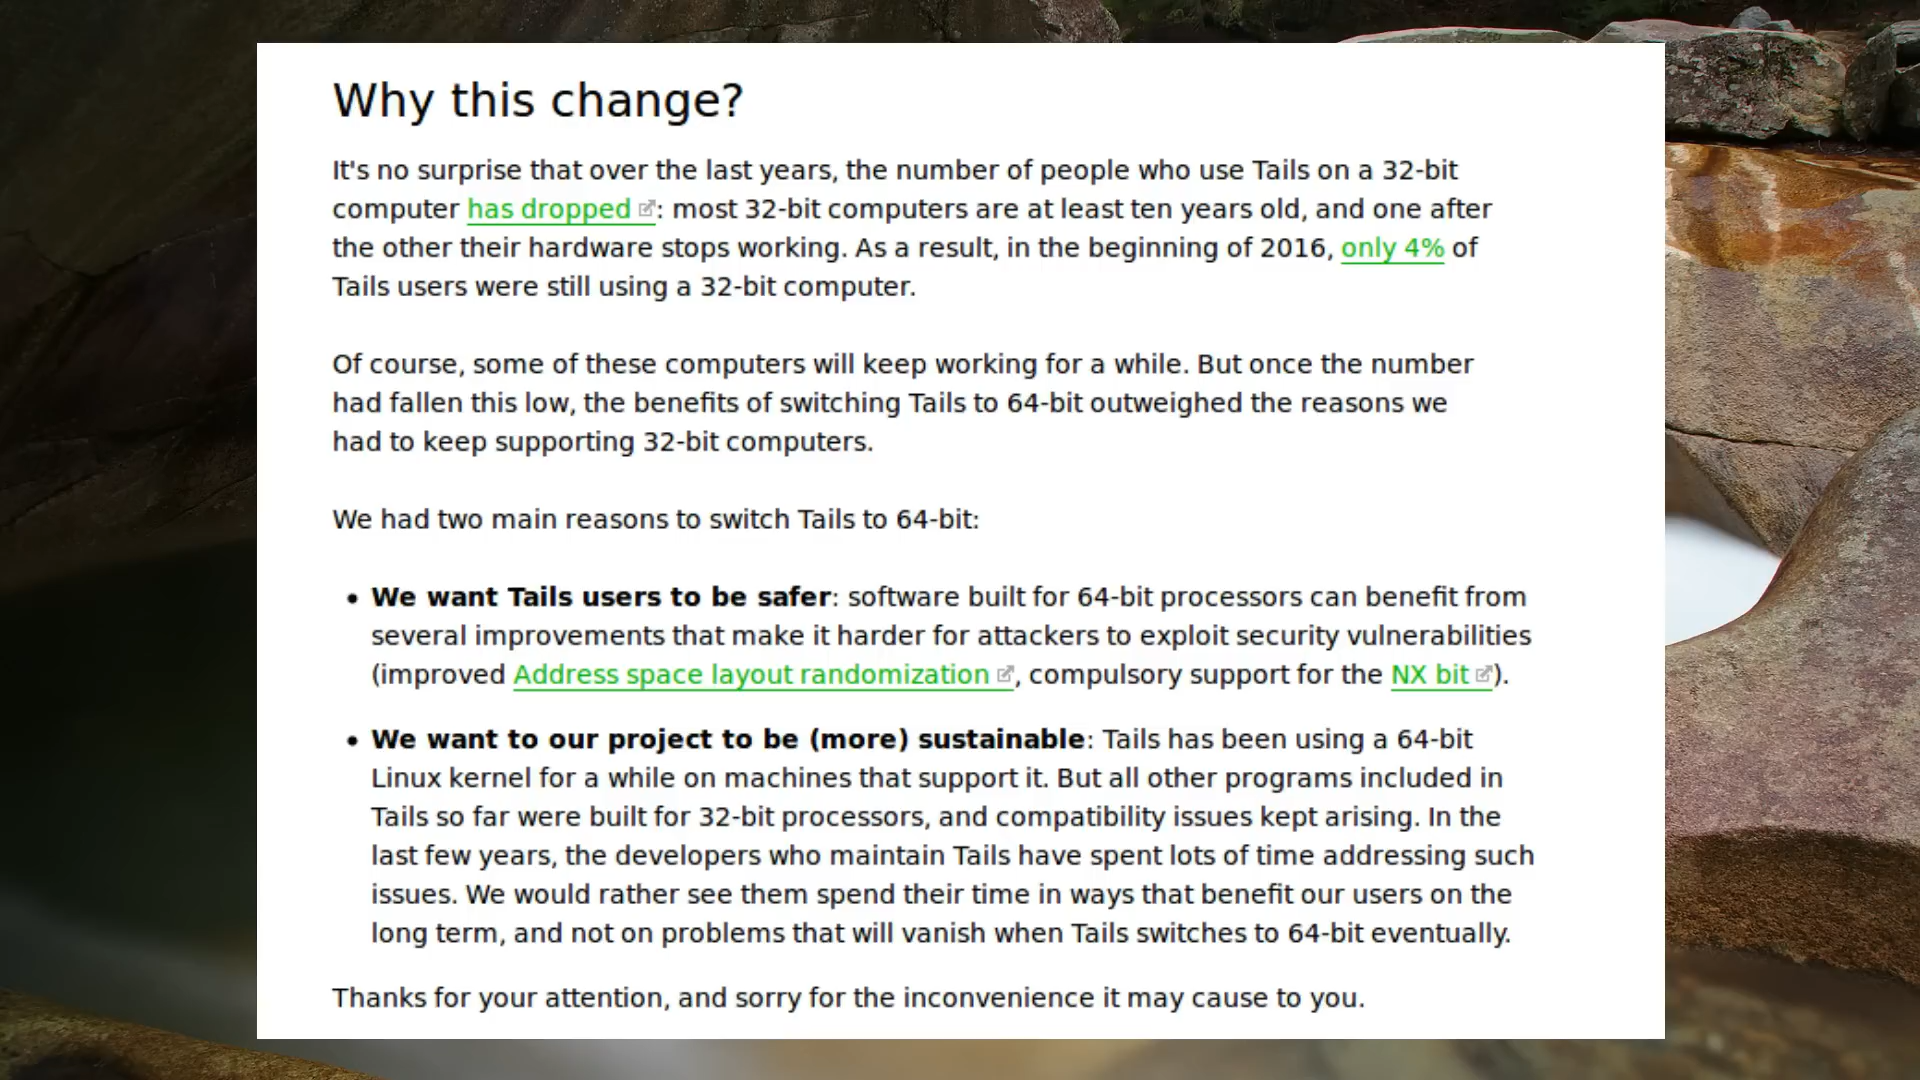 Why this change?
It's no surprise that over the last years, the number of people who use Tails on a 32-bit
computer has dropped: most 32-bit computers are at least ten years old, and one after
the other their hardware stops working. As a result, in the beginning of 2016, only 4% of
Tails users were still using a 32-bit computer.
Of course, some of these computers will keep working for a while. But once the number
had fallen this low, the benefits of switching Tails to 64-bit outweighed the reasons we
had to keep supporting 32-bit computers.
We had two main reasons to switch Tails to 64-bit:
• We want Tails users to be safer: software built for 64-bit processors can benefit from
several improvements that make it harder for attackers to exploit security vulnerabilities
(improved Address space layout randomization, compulsory support for the NX bit).
• We want to our project to be (more) sustainable: Tails has been using a 64-bit
Linux kernel for a while on machines that support it. But all other programs included in
Tails so far were built for 32-bit processors, and compatibility issues kept arising. In the
last few years, the developers who maintain Tails have spent lots of time addressing such
issues. We would rather see them spend their time in ways that benefit our users on the
long term, and not on problems that will vanish when Tails switches to 64-bit eventually.
Thanks for your attention, and sorry for the inconvenience it may cause to you.